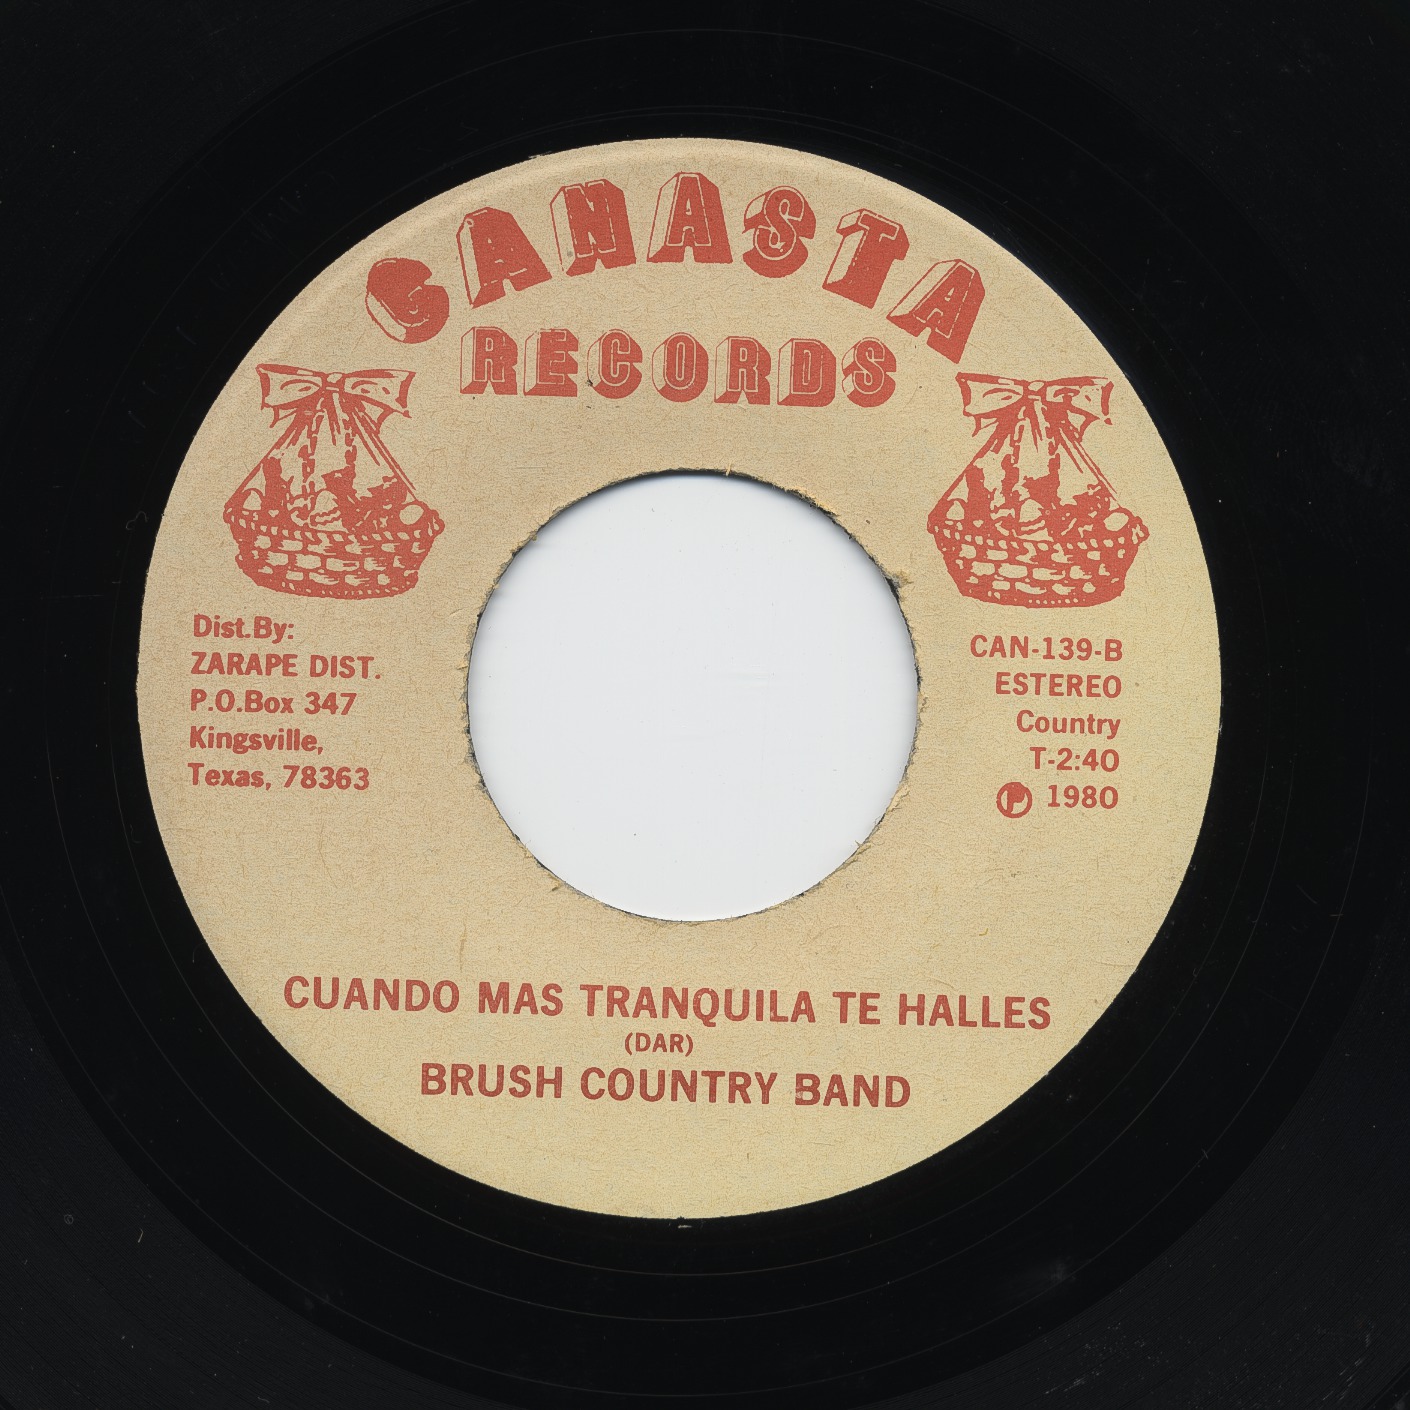 CANASTA
RECORDS
Dist.By:
ZARAPE DIST.
P.O.Box 347
Kingsville,
Texas, 78363
CAN-139-B
ESTEREO
Country
T-2:40
Ⓟ 1980
CUANDO MAS TRANQUILA TE HALLES
(DAR)
BRUSH COUNTRY BAND